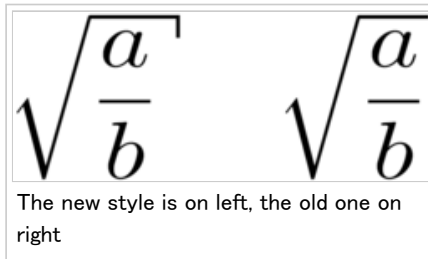 √(a/b) √(a/b)
The new style is on left, the old one on
right